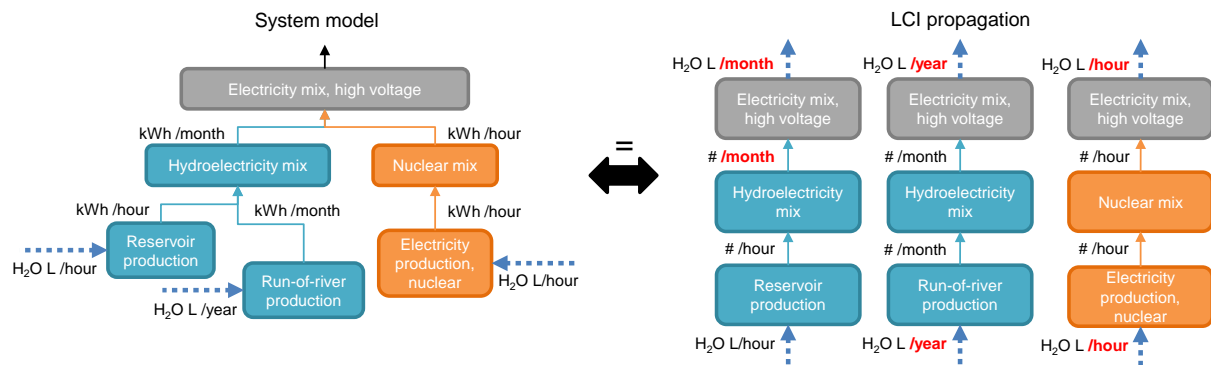 System model
Electricity mix, high voltage
kWh /month
kWh /hour
Hydroelectricity mix
Nuclear mix
kWh /hour
kWh /month
kWh /hour
Reservoir
production
H₂O L /hour
Run-of-river
production
H₂O L /year
Electricity
production,
nuclear
H₂O L/hour
=
LCI propagation
H₂O L /month
Electricity mix,
high voltage
# /month
Hydroelectricity
mix
# /hour
Reservoir
production
H₂O L/hour
H₂O L /year
Electricity mix,
high voltage
# /month
Hydroelectricity
mix
# /month
Run-of-river
production
H₂O L /year
H₂O L /hour
Electricity mix,
high voltage
# /hour
Nuclear mix
# /hour
Electricity
production,
nuclear
H₂O L /hour